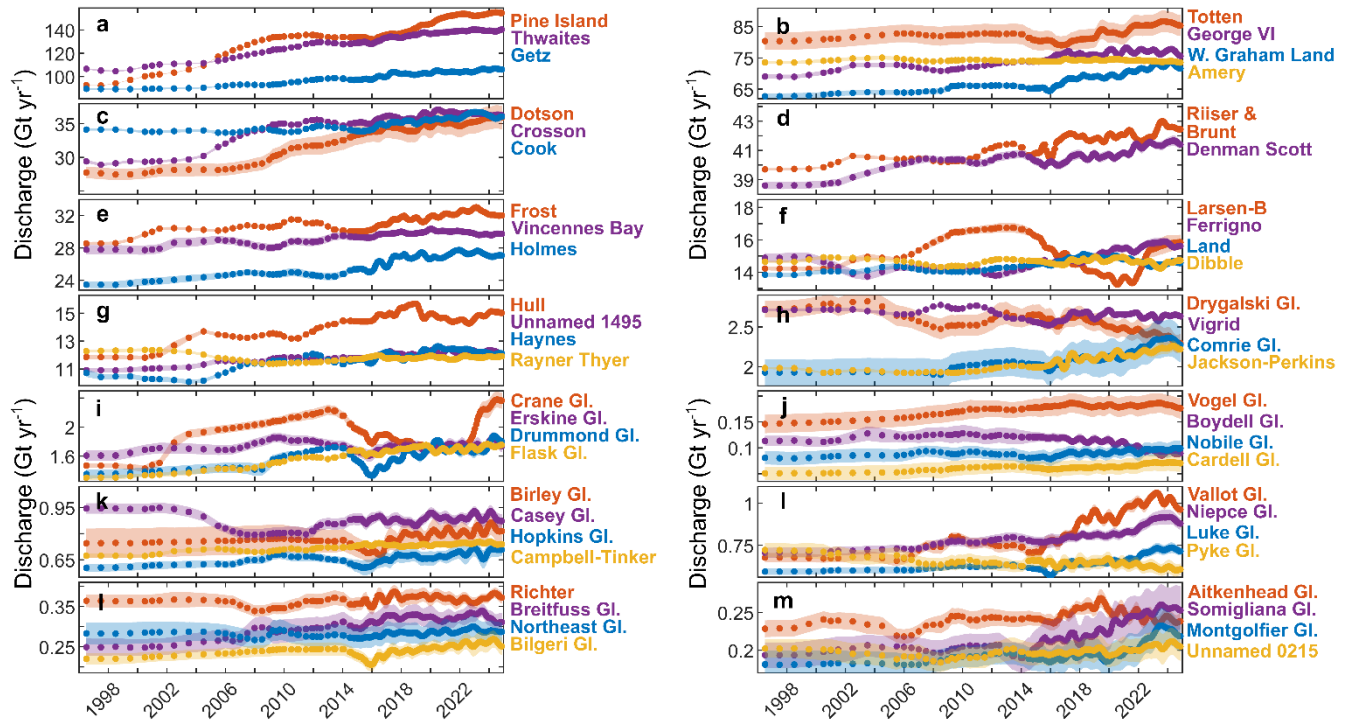 a
140
120
100
Pine Island
Thwaites
Getz
b
85
75
65
Totten
George VI
W. Graham Land
Amery
c
35
30
Dotson
Crosson
Cook
d
43
41
39
Riiser &
Brunt
Denman Scott
e
32
28
24
Frost
Vincennes Bay
Holmes
f
18
16
14
Larsen-B
Ferrigno
Land
Dibble
g
15
13
11
Hull
Unnamed 1495
Haynes
Rayner Thyer
h
2.5
2
Drygalski Gl.
Vigrid
Comrie Gl.
Jackson-Perkins
i
2
1.6
Crane Gl.
Erskine Gl.
Drummond Gl.
Flask Gl.
j
0.15
0.1
Vogel Gl.
Boydell Gl.
Nobile Gl.
Cardell Gl.
k
0.95
0.65
Birley Gl.
Casey Gl.
Hopkins Gl.
Campbell-Tinker
l
1
0.75
Vallot Gl.
Niepce Gl.
Luke Gl.
Pyke Gl.
l
0.35
0.25
Richter
Breitfuss Gl.
Northeast Gl.
Bilgeri Gl.
m
0.25
0.2
Aitkenhead Gl.
Somigliana Gl.
Montgolfier Gl.
Unnamed 0215
Discharge (Gt yr-1)
Discharge (Gt yr-1)
Discharge (Gt yr-1)
Discharge (Gt yr-1)
1998 2002 2006 2010 2014 2018 2022
1998 2002 2006 2010 2014 2018 2022